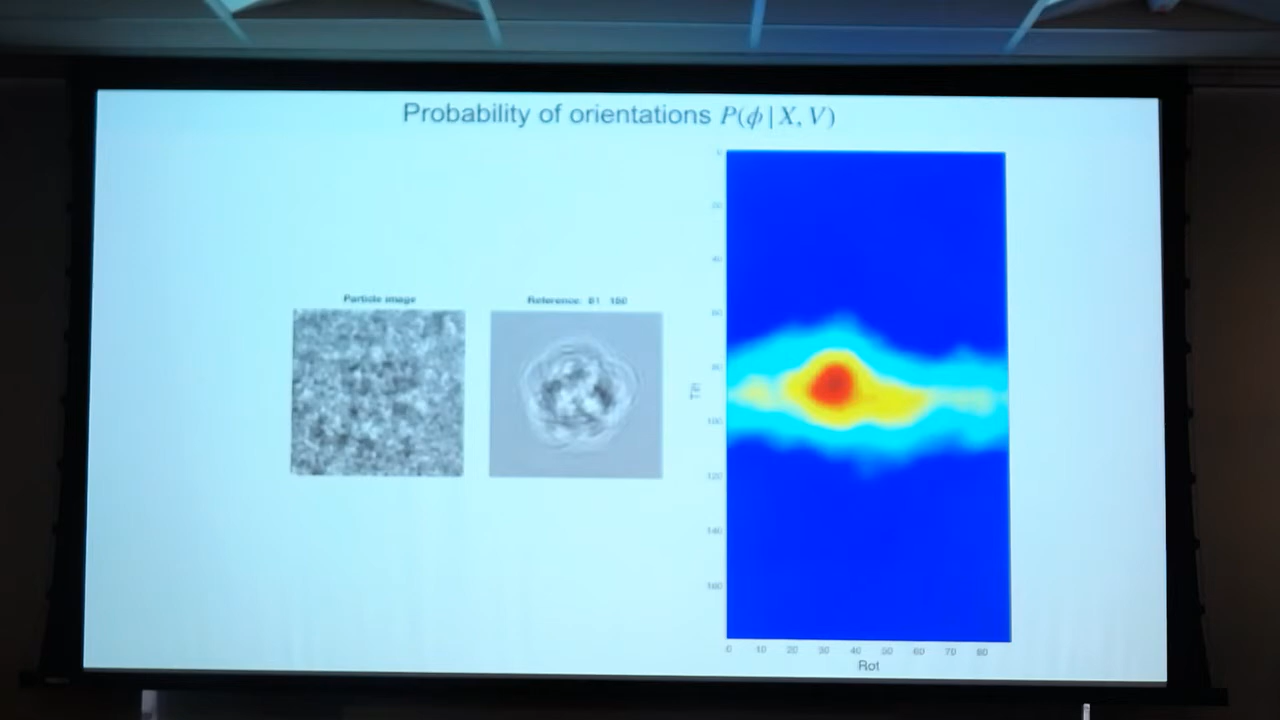 Probability of orientations P(ϕ | X, V)
Particle image
Reference: 81 180
0
20
40
60
80
100
120
140
160
Tilt
0 10 20 30 40 50 60 70 80
Rot